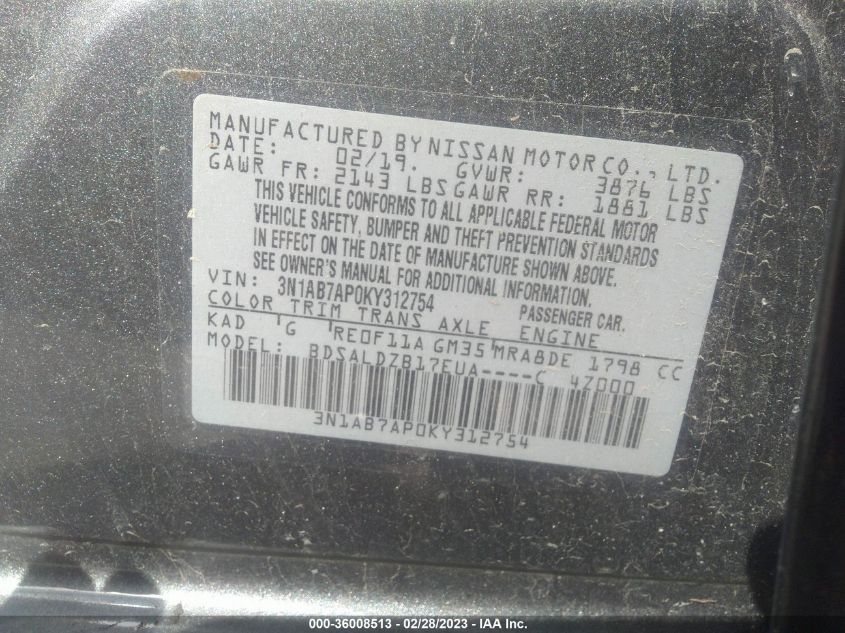 MANUFACTURED BY NISSAN MOTOR CO., LTD.
DATE: 02/19. GVWR: 3876 LBS
GAWR FR: 2143 LBS GAWR RR: 1881 LBS
THIS VEHICLE CONFORMS TO ALL APPLICABLE FEDERAL MOTOR
VEHICLE SAFETY, BUMPER AND THEFT PREVENTION STANDARDS
IN EFFECT ON THE DATE OF MANUFACTURE SHOWN ABOVE.
SEE OWNER'S MANUAL FOR ADDITIONAL INFORMATION.
VIN: 3N1AB7AP0KY312754 PASSENGER CAR.
COLOR TRIM TRANS AXLE ENGINE
KAD G RE0F11A GM35 MRA8DE 1798 CC
MODEL: BDSALDZB17EUA----C 4Z000
3N1AB7AP0KY312754
000-36008513 - 02/28/2023 - IAA Inc.